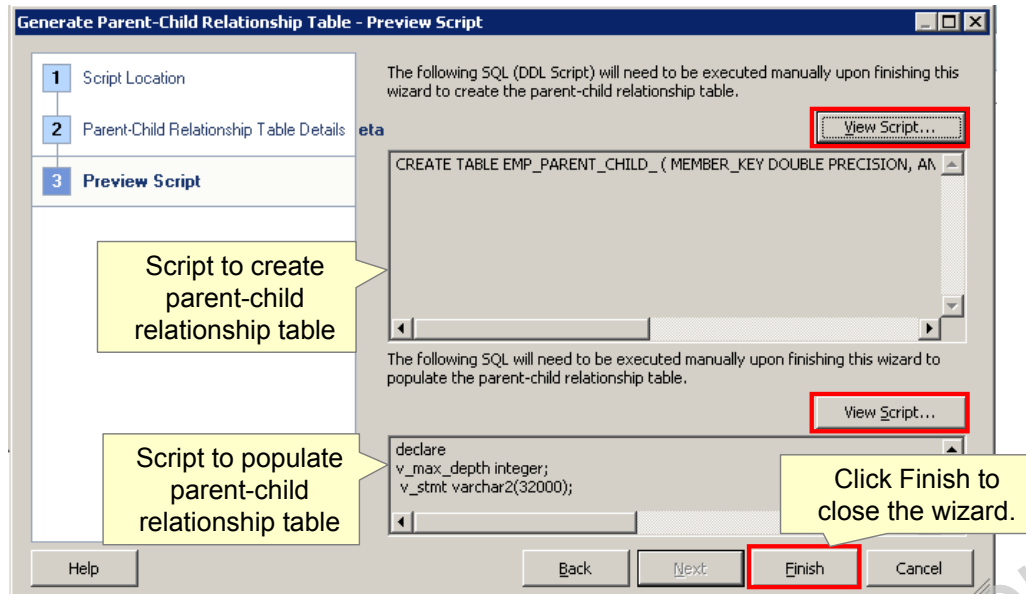 Generate Parent-Child Relationship Table - Preview Script
1 Script Location
2 Parent-Child Relationship Table Details
3 Preview Script
The following SQL (DDL Script) will need to be executed manually upon finishing this
wizard to create the parent-child relationship table.
eta
View Script...
CREATE TABLE EMP_PARENT_CHILD_ ( MEMBER_KEY DOUBLE PRECISION, AN
Script to create
parent-child
relationship table
The following SQL will need to be executed manually upon finishing this wizard to
populate the parent-child relationship table.
View Script...
declare
v_max_depth integer;
v_stmt varchar2(32000);
Script to populate
parent-child
relationship table
Click Finish to
close the wizard.
Help
Back
Next
Finish
Cancel